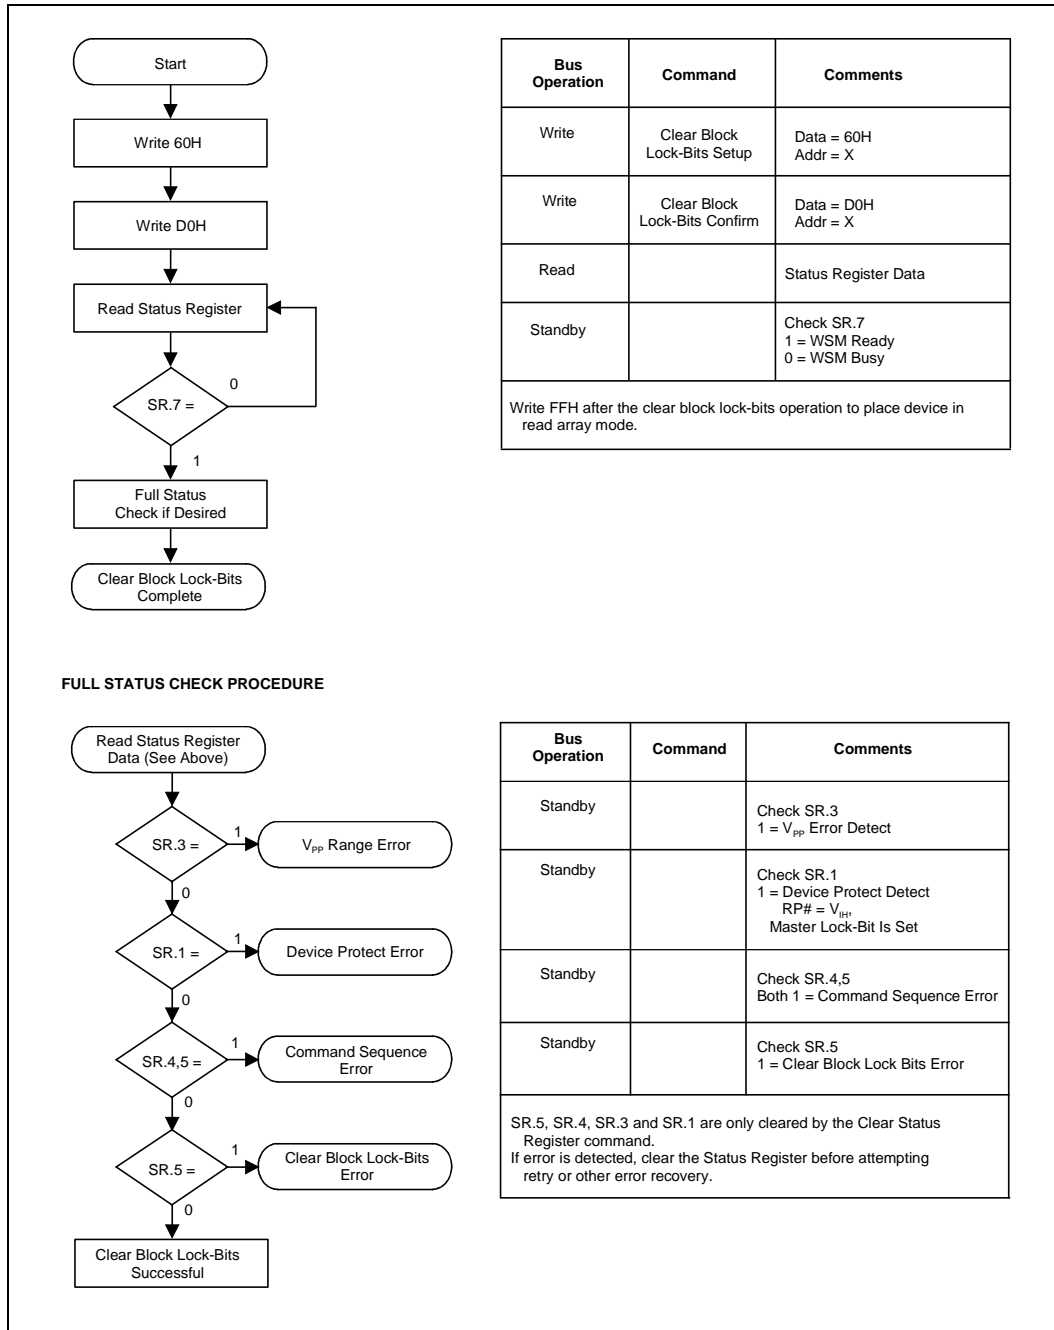 Start
Write 60H
Write D0H
Read Status Register
0
SR.7 =
1
Full Status
Check if Desired
Clear Block Lock-Bits
Complete
Bus
Operation
Command
Comments
Write
Clear Block
Lock-Bits Setup
Data = 60H
Addr = X
Write
Clear Block
Lock-Bits Confirm
Data = D0H
Addr = X
Read
Status Register Data
Standby
Check SR.7
1 = WSM Ready
0 = WSM Busy
Write FFH after the clear block lock-bits operation to place device in
read array mode.
FULL STATUS CHECK PROCEDURE
Read Status Register
Data (See Above)
SR.3 =
1
VPP Range Error
0
SR.1 =
1
Device Protect Error
0
SR.4,5 =
1
Command Sequence
Error
0
SR.5 =
1
Clear Block Lock-Bits
Error
0
Clear Block Lock-Bits
Successful
Bus
Operation
Command
Comments
Standby
Check SR.3
1 = VPP Error Detect
Standby
Check SR.1
1 = Device Protect Detect
RP# = VIH,
Master Lock-Bit Is Set
Standby
Check SR.4,5
Both 1 = Command Sequence Error
Standby
Check SR.5
1 = Clear Block Lock Bits Error
SR.5, SR.4, SR.3 and SR.1 are only cleared by the Clear Status
Register command.
If error is detected, clear the Status Register before attempting
retry or other error recovery.